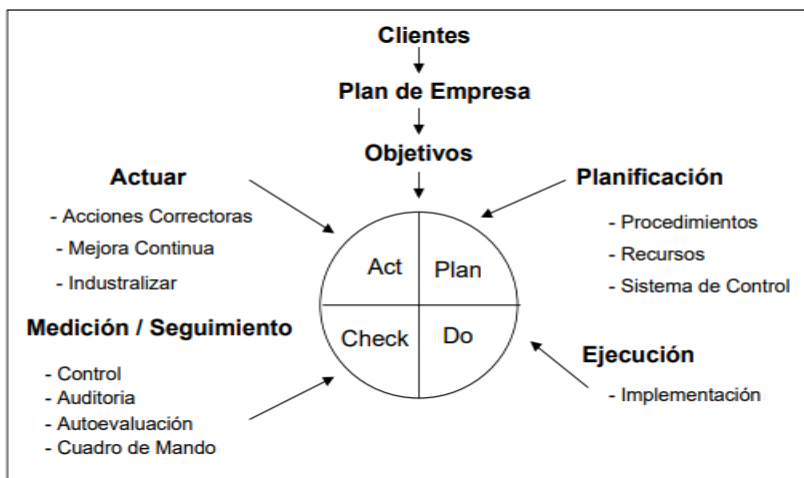 Clientes
Plan de Empresa
Objetivos
Actuar
- Acciones Correctoras
- Mejora Continua
- Industralizar
Planificación
- Procedimientos
- Recursos
- Sistema de Control
Act
Plan
Check
Do
Medición / Seguimiento
- Control
- Auditoria
- Autoevaluación
- Cuadro de Mando
Ejecución
- Implementación